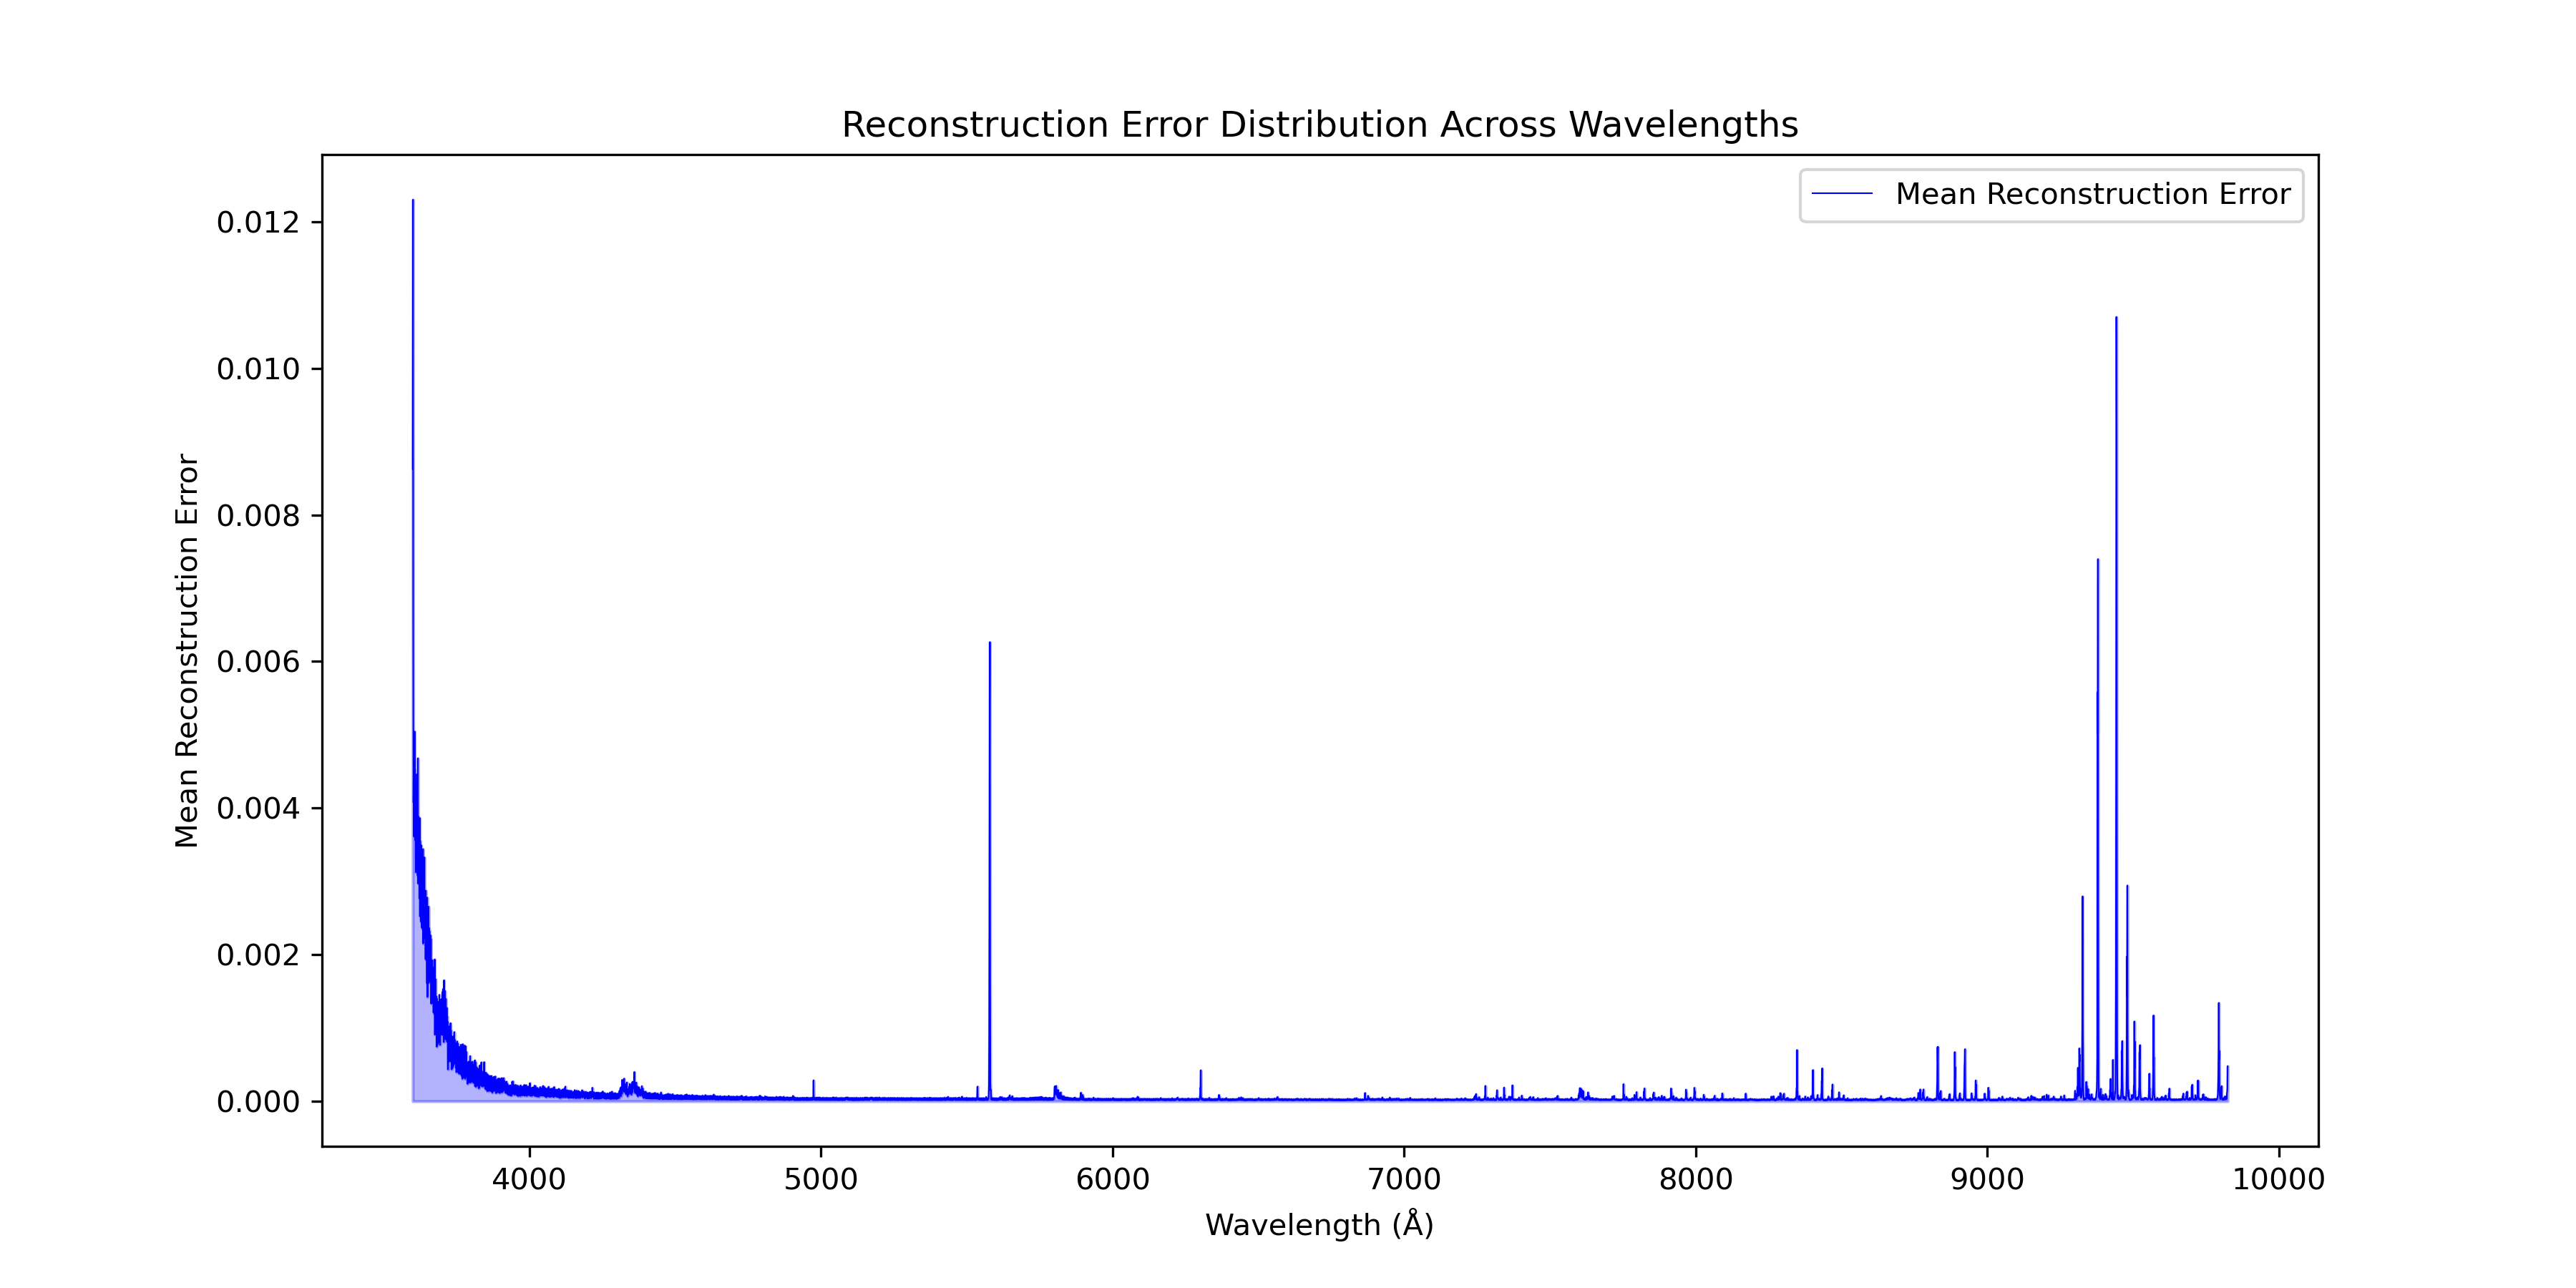 Reconstruction Error Distribution Across Wavelengths
Mean Reconstruction Error
0.012
0.010
0.008
0.006
0.004
0.002
0.000
Mean Reconstruction Error
4000 5000 6000 7000 8000 9000 10000
Wavelength (Å)